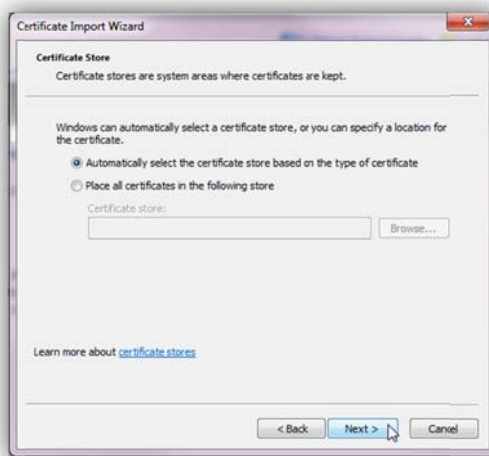 Certificate Import Wizard
Certificate Store
Certificate stores are system areas where certificates are kept.
Windows can automatically select a certificate store, or you can specify a location for
the certificate.
Automatically select the certificate store based on the type of certificate
Place all certificates in the following store
Certificate store:
Browse...
Learn more about certificate stores
< Back
Next >
Cancel